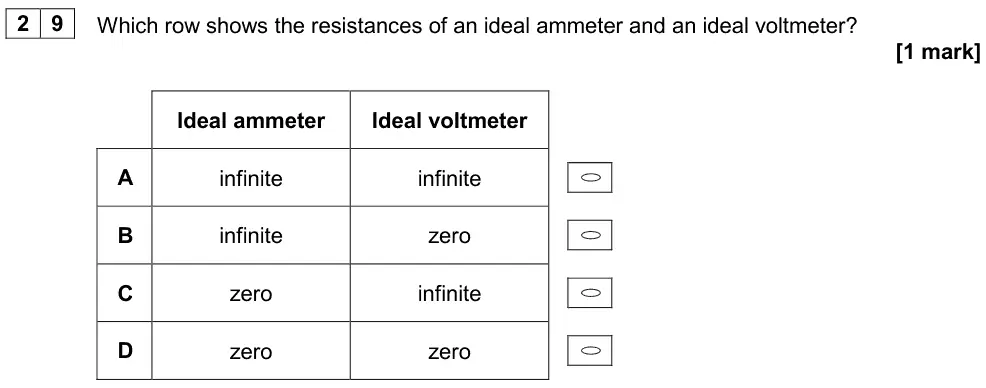 2 9 Which row shows the resistances of an ideal ammeter and an ideal voltmeter?
[1 mark]
Ideal ammeter Ideal voltmeter
A infinite infinite
B infinite zero
C zero infinite
D zero zero